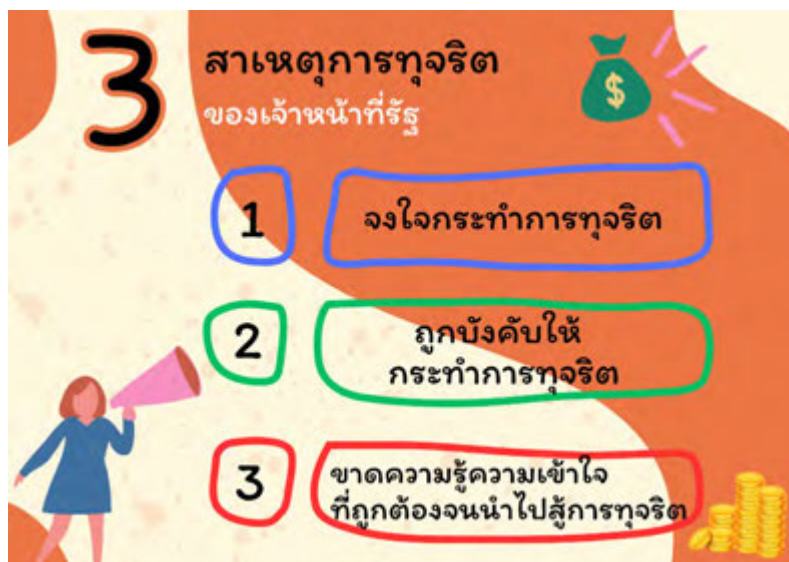 3
สาเหตุการทุจริต
ของเจ้าหน้าที่รัฐ
$
1
จงใจกระทำการทุจริต
2
ถูกบังคับให้
กระทำการทุจริต
3
ขาดความรู้ความเข้าใจ
ที่ถูกต้องจนนำไปสู้การทุจริต